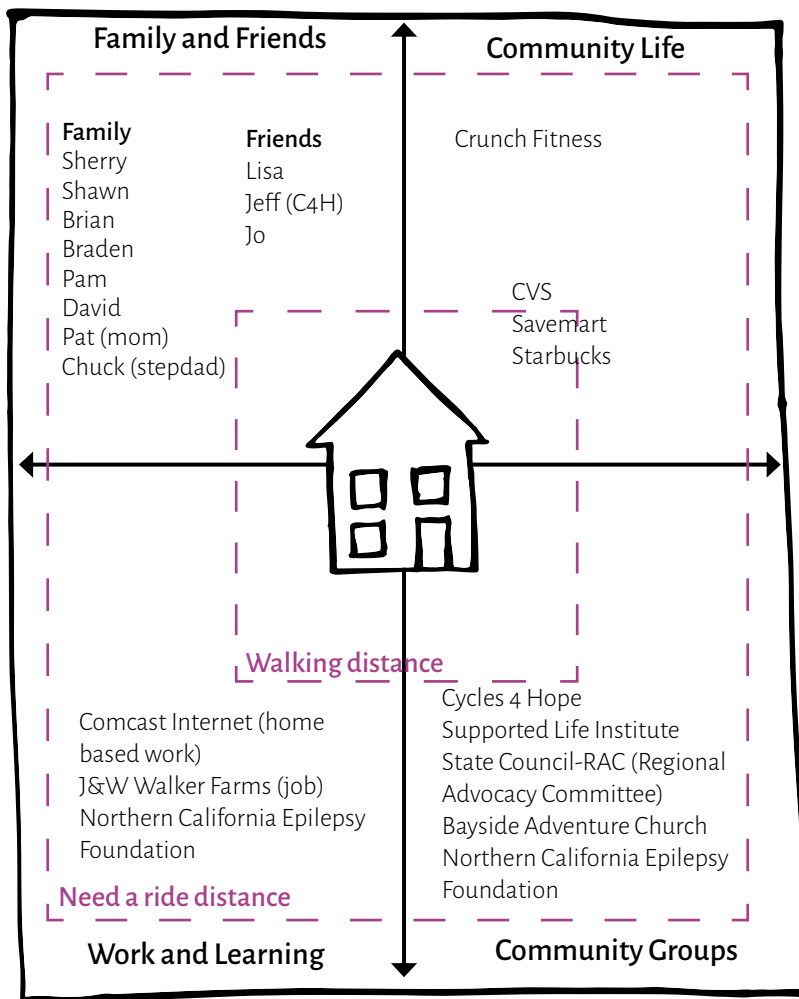 Family and Friends
Community Life
Family
Sherry
Shawn
Brian
Braden
Pam
David
Pat (mom)
Chuck (stepdad)
Friends
Lisa
Jeff (C4H)
Jo
Crunch Fitness
CVS
Savemart
Starbucks
Walking distance
Comcast Internet (home
based work)
J&W Walker Farms (job)
Northern California Epilepsy
Foundation
Need a ride distance
Cycles 4 Hope
Supported Life Institute
State Council-RAC (Regional
Advocacy Committee)
Bayside Adventure Church
Northern California Epilepsy
Foundation
Work and Learning
Community Groups